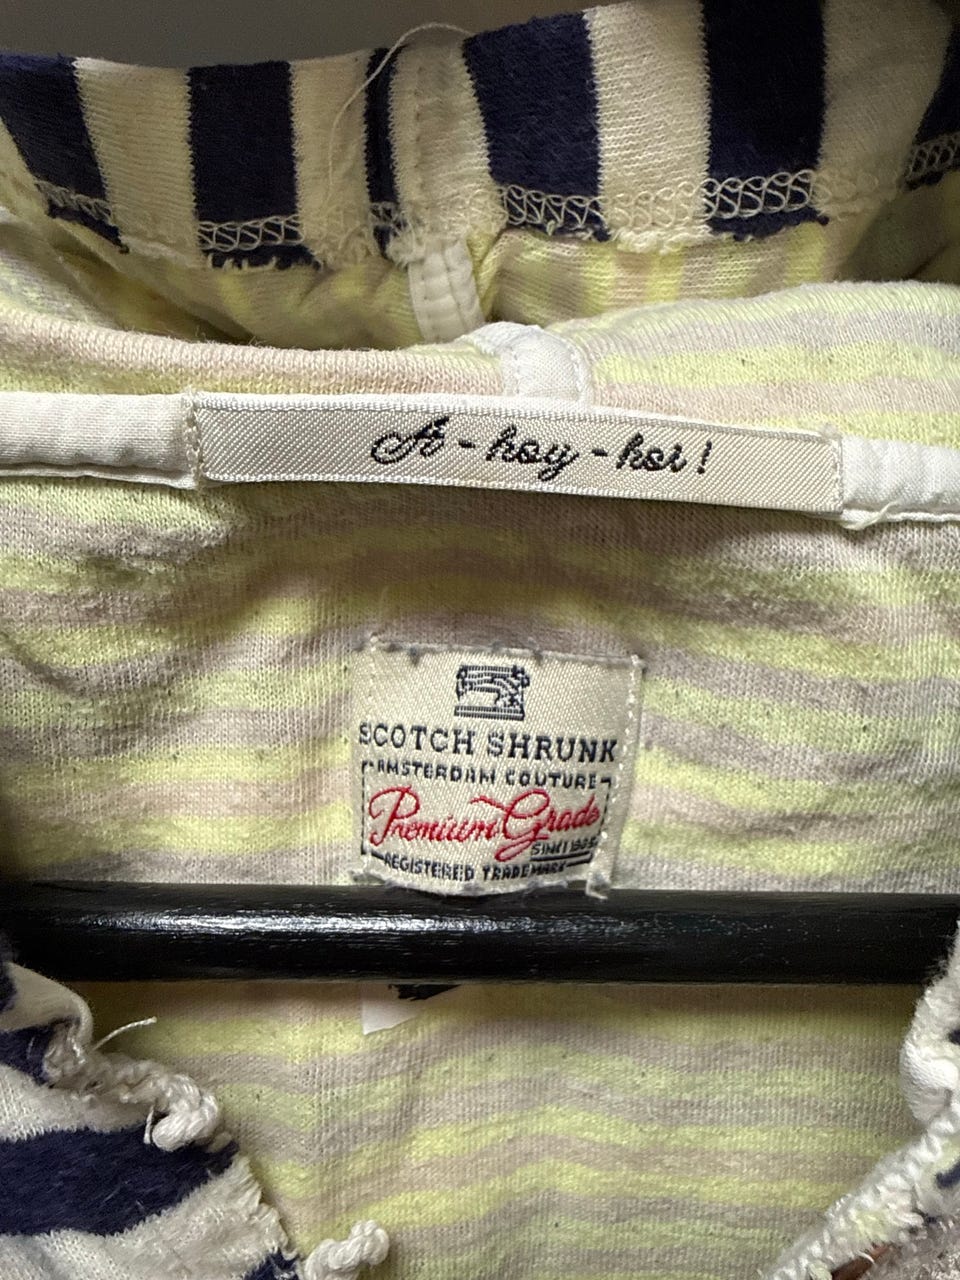 A-hoy-hoi!
SCOTCH SHRUNK
AMSTERDAM COUTURE
Premium Grade
REGISTERED TRADEMARK